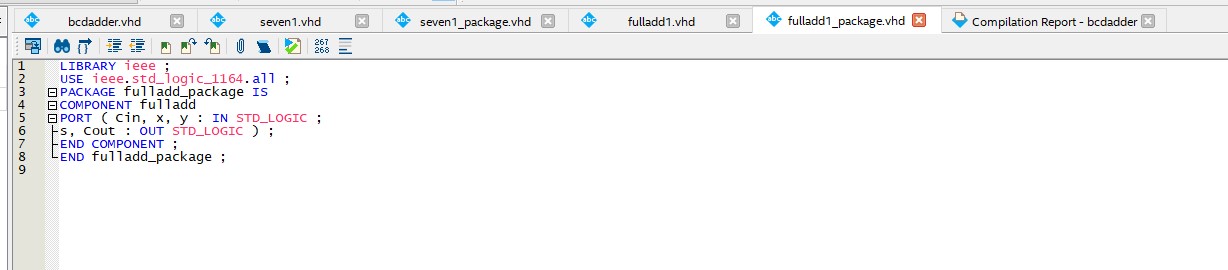 bcdadder.vhd
seven1.vhd
seven1_package.vhd
fulladd1.vhd
fulladd1_package.vhd
Compilation Report - bcdadder
267
268
1 LIBRARY ieee ;
2 USE ieee.std_logic_1164.all ;
3 PACKAGE fulladd_package IS
4 COMPONENT fulladd
5 PORT ( Cin, x, y : IN STD_LOGIC ;
6 s, Cout : OUT STD_LOGIC ) ;
7 END COMPONENT ;
8 END fulladd_package ;
9